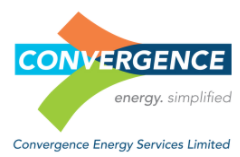 CONVERGENCE
energy. simplified
Convergence Energy Services Limited